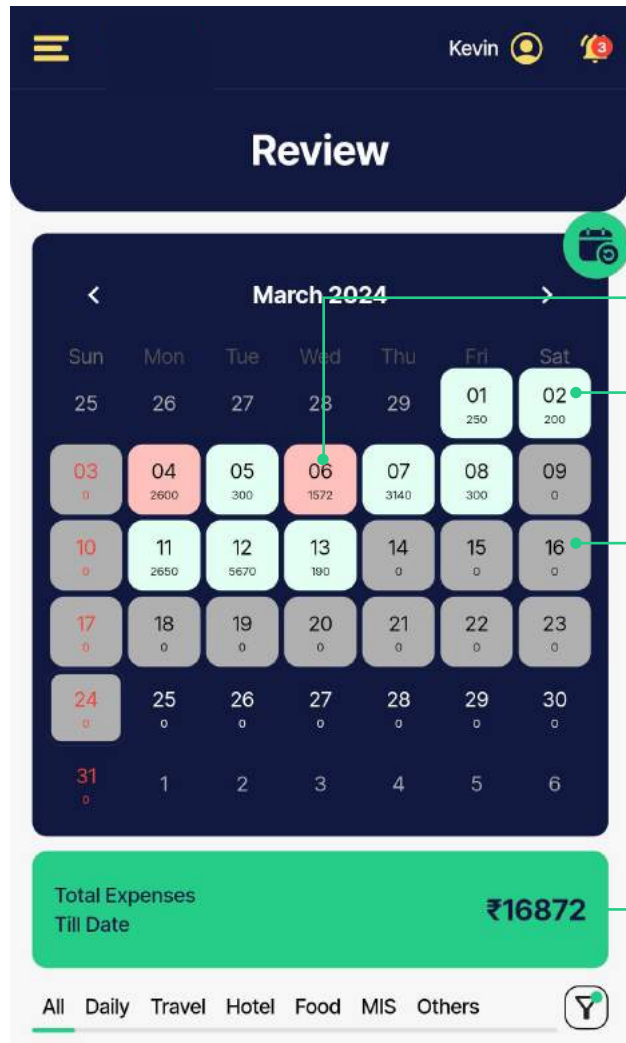 Kevin 3
Review
March 2024
Sun Mon Tue Wed Thu Fri Sat
25 26 27 28 29 01 02
250 200
03 04 05 06 07 08 09
0 2600 300 1572 3140 300 0
10 11 12 13 14 15 16
0 2650 5670 190 0 0 0
17 18 19 20 21 22 23
0 0 0 0 0 0 0
24 25 26 27 28 29 30
0 0 0 0 0 0 0
31 1 2 3 4 5 6
0
Total Expenses
Till Date
₹16872
All Daily Travel Hotel Food MIS Others